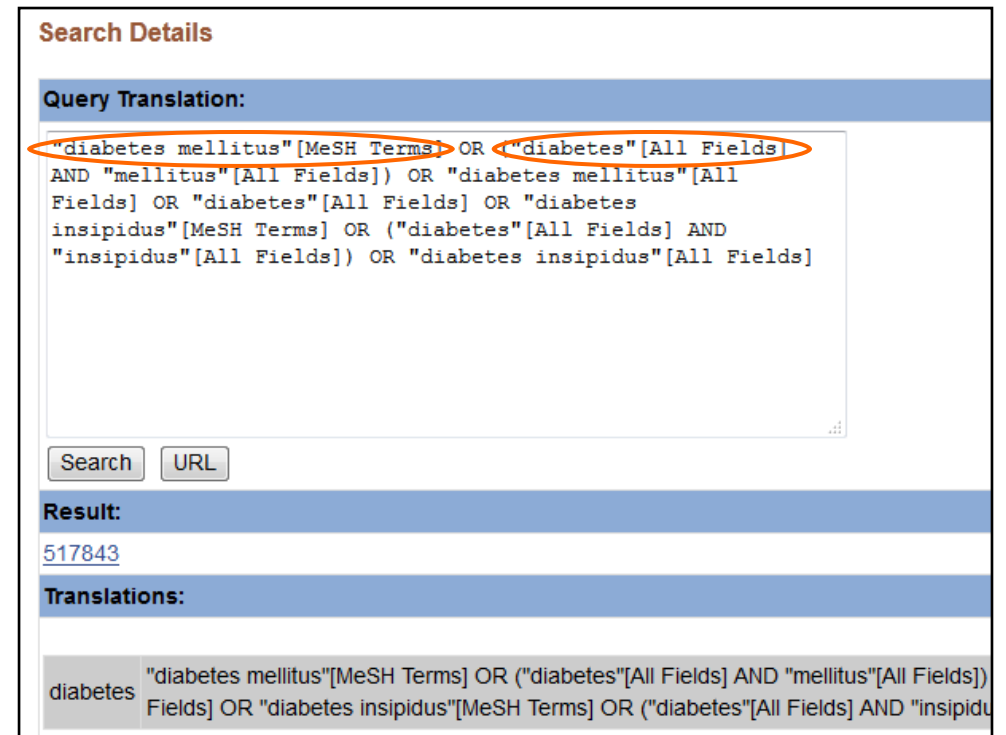 Search Details
Query Translation:
"diabetes mellitus"[MeSH Terms] OR ("diabetes"[All Fields]
AND "mellitus"[All Fields]) OR "diabetes mellitus"[All
Fields] OR "diabetes"[All Fields] OR "diabetes
insipidus"[MeSH Terms] OR ("diabetes"[All Fields] AND
"insipidus"[All Fields]) OR "diabetes insipidus"[All Fields]
Search URL
Result:
517843
Translations:
diabetes
"diabetes mellitus"[MeSH Terms] OR ("diabetes"[All Fields] AND "mellitus"[All Fields])
Fields] OR "diabetes insipidus"[MeSH Terms] OR ("diabetes"[All Fields] AND "insipidu